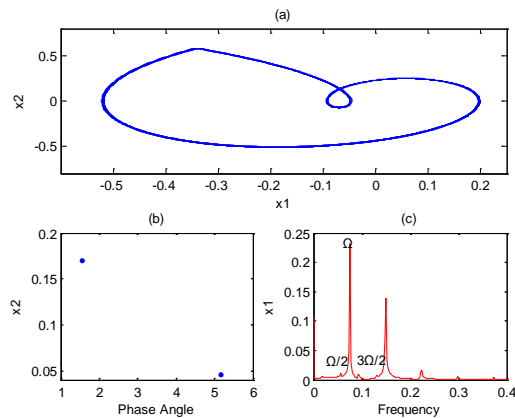 (a)
x2
0.5
0
-0.5
-0.5 -0.4 -0.3 -0.2 -0.1 0 0.1 0.2
x1
(b)
x2
0.2
0.15
0.1
0.05
1 2 3 4 5 6
Phase Angle
(c)
x1
0.25
0.2
0.15
0.1
0.05
0
Ω
Ω/2 3Ω/2
0 0.1 0.2 0.3 0.4
Frequency